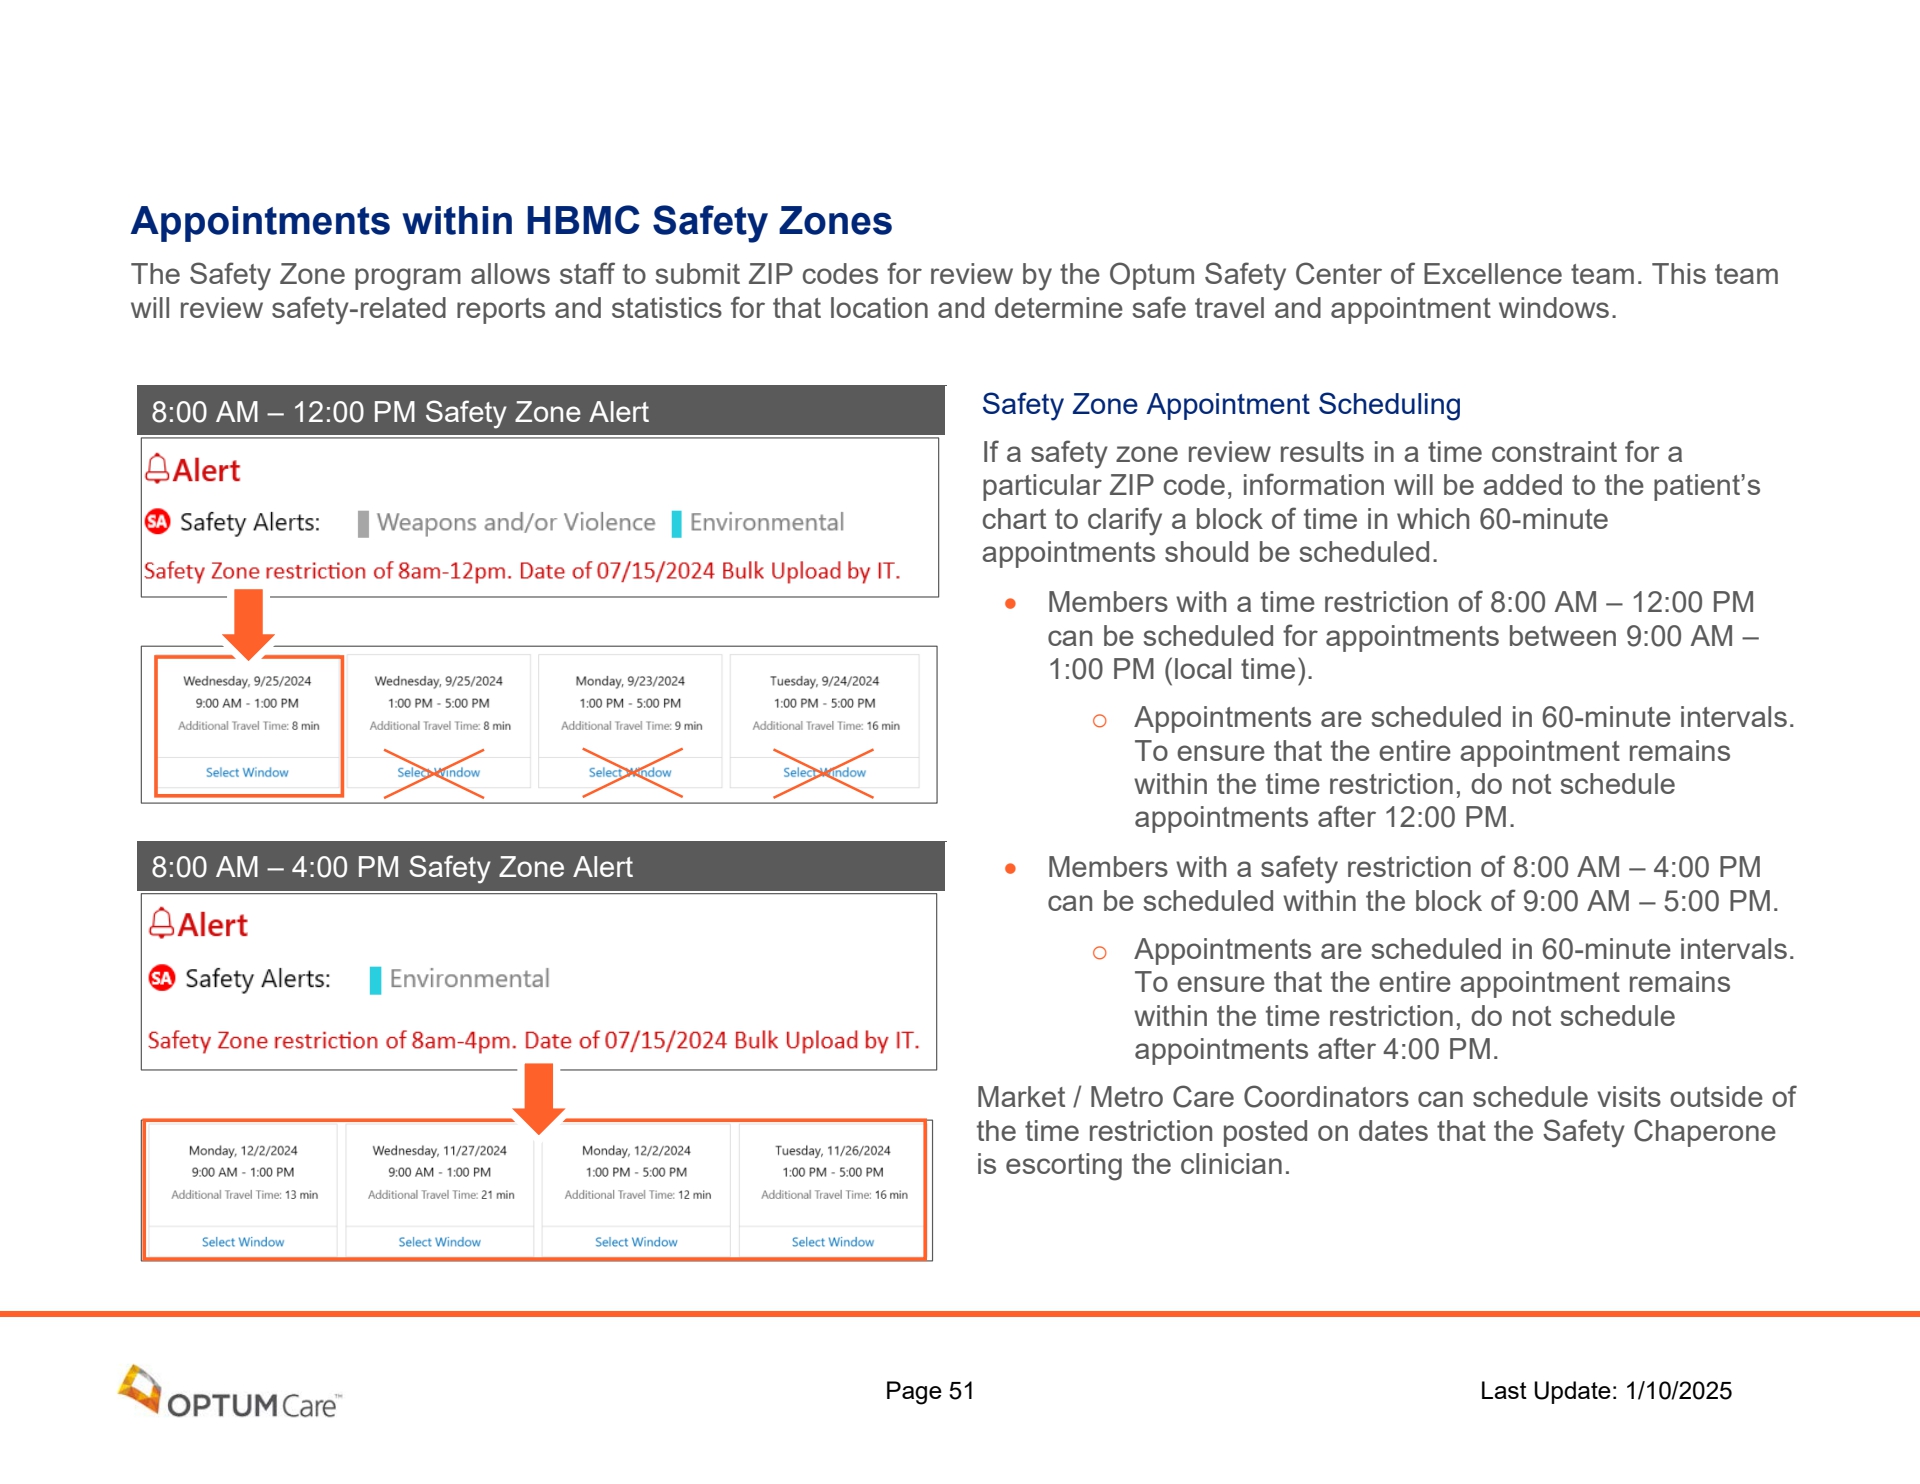 Appointments within HBMC Safety Zones
The Safety Zone program allows staff to submit ZIP codes for review by the Optum Safety Center of Excellence team. This team
will review safety-related reports and statistics for that location and determine safe travel and appointment windows.
8:00 AM – 12:00 PM Safety Zone Alert
Alert
SA Safety Alerts: Weapons and/or Violence Environmental
Safety Zone restriction of 8am-12pm. Date of 07/15/2024 Bulk Upload by IT.
Wednesday, 9/25/2024
9:00 AM - 1:00 PM
Additional Travel Time: 8 min
Select Window
Wednesday, 9/25/2024
1:00 PM - 5:00 PM
Additional Travel Time: 8 min
Select Window
Monday, 9/23/2024
1:00 PM - 5:00 PM
Additional Travel Time: 9 min
Select Window
Tuesday, 9/24/2024
1:00 PM - 5:00 PM
Additional Travel Time: 16 min
Select Window
8:00 AM – 4:00 PM Safety Zone Alert
Alert
SA Safety Alerts: Environmental
Safety Zone restriction of 8am-4pm. Date of 07/15/2024 Bulk Upload by IT.
Monday, 12/2/2024
9:00 AM - 1:00 PM
Additional Travel Time: 13 min
Select Window
Wednesday, 11/27/2024
9:00 AM - 1:00 PM
Additional Travel Time: 21 min
Select Window
Monday, 12/2/2024
1:00 PM - 5:00 PM
Additional Travel Time: 12 min
Select Window
Tuesday, 11/26/2024
1:00 PM - 5:00 PM
Additional Travel Time: 16 min
Select Window
Safety Zone Appointment Scheduling
If a safety zone review results in a time constraint for a
particular ZIP code, information will be added to the patient’s
chart to clarify a block of time in which 60-minute
appointments should be scheduled.
• Members with a time restriction of 8:00 AM – 12:00 PM
can be scheduled for appointments between 9:00 AM –
1:00 PM (local time).
o Appointments are scheduled in 60-minute intervals.
To ensure that the entire appointment remains
within the time restriction, do not schedule
appointments after 12:00 PM.
• Members with a safety restriction of 8:00 AM – 4:00 PM
can be scheduled within the block of 9:00 AM – 5:00 PM.
o Appointments are scheduled in 60-minute intervals.
To ensure that the entire appointment remains
within the time restriction, do not schedule
appointments after 4:00 PM.
Market / Metro Care Coordinators can schedule visits outside of
the time restriction posted on dates that the Safety Chaperone
is escorting the clinician.
OPTUMCare™
Page 51
Last Update: 1/10/2025